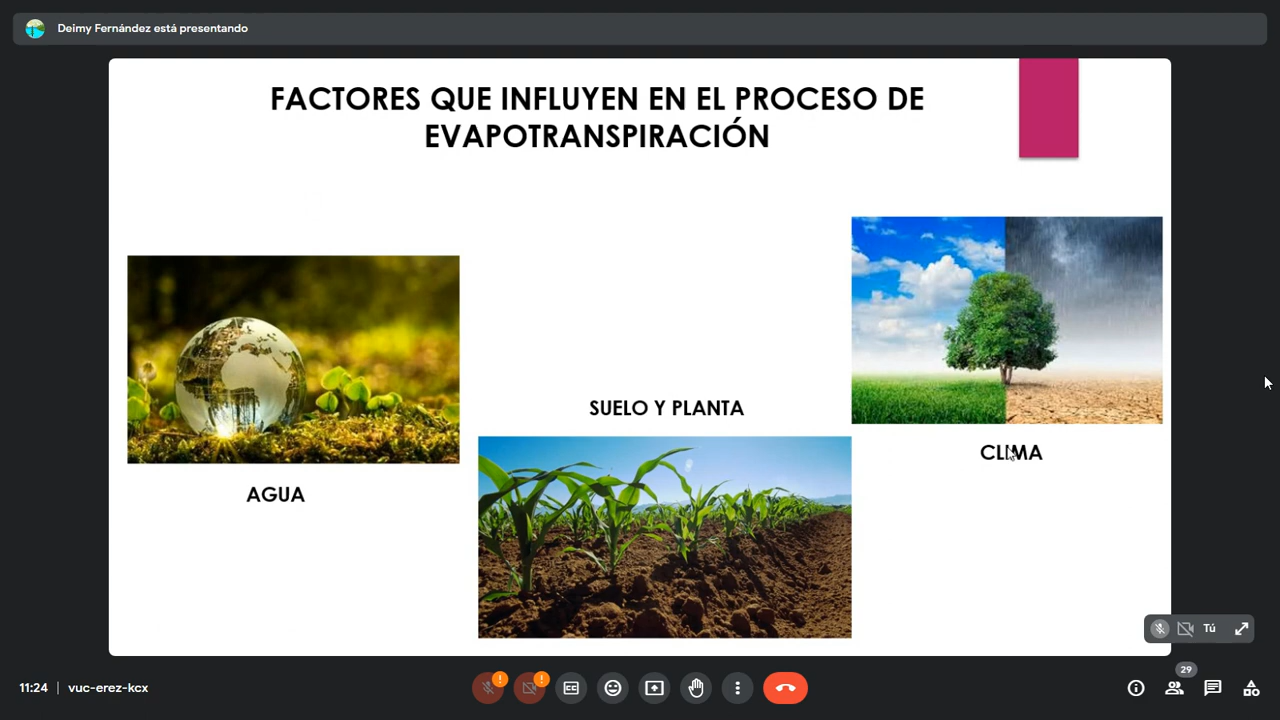 Deimy Fernández está presentando
FACTORES QUE INFLUYEN EN EL PROCESO DE
EVAPOTRANSPIRACIÓN
SUELO Y PLANTA
CLIMA
AGUA
Tú
29
11:24 | vuc-erez-kcx